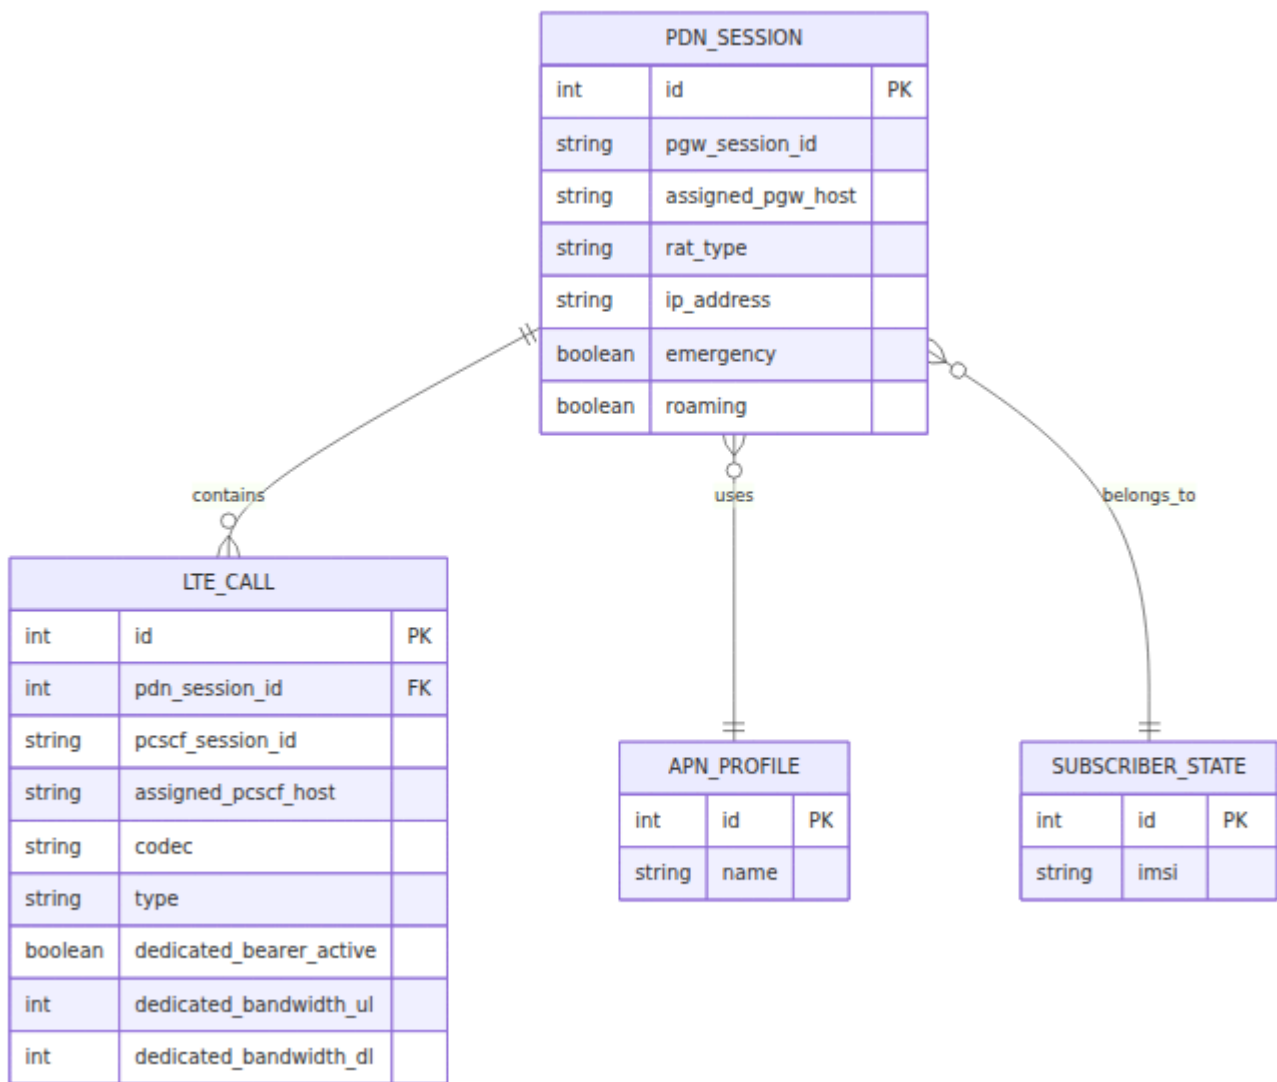 PDN_SESSION
int id PK
string pgw_session_id
string assigned_pgw_host
string rat_type
string ip_address
boolean emergency
boolean roaming
contains
uses
belongs_to
LTE_CALL
int id PK
int pdn_session_id FK
string pcscf_session_id
string assigned_pcscf_host
string codec
string type
boolean dedicated_bearer_active
int dedicated_bandwidth_ul
int dedicated_bandwidth_dl
APN_PROFILE
int id PK
string name
SUBSCRIBER_STATE
int id PK
string imsi